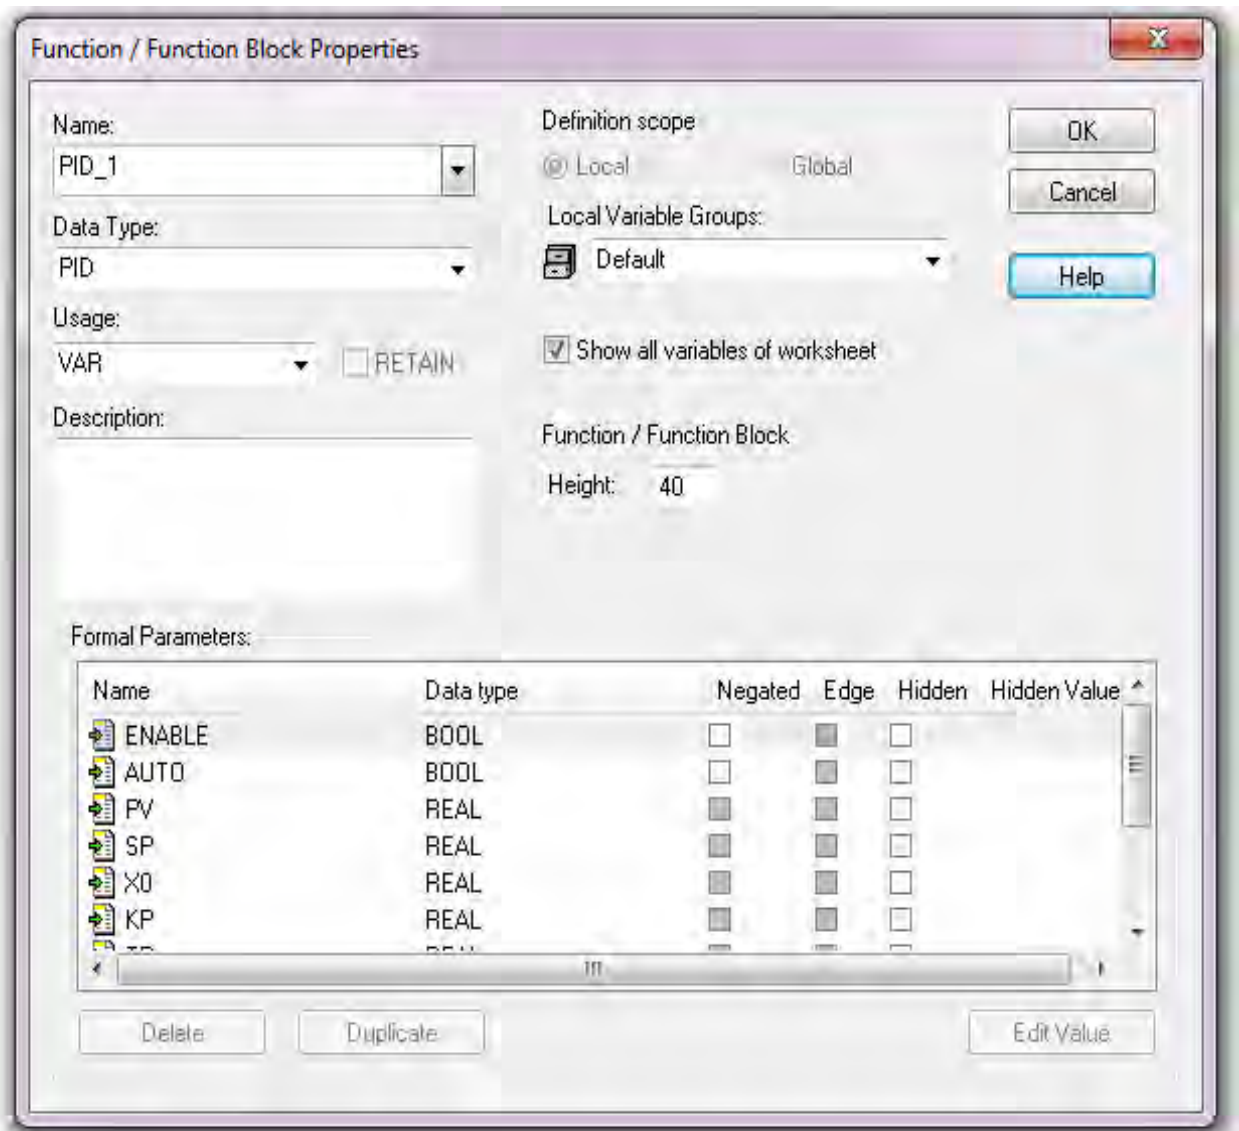 Function / Function Block Properties
Name:
PID_1
Data Type:
PID
Usage:
VAR
RETAIN
Description:
Definition scope
Local
Global
Local Variable Groups:
Default
Show all variables of worksheet
Function / Function Block
Height: 40
OK
Cancel
Help
Formal Parameters:
Name Data type Negated Edge Hidden Hidden Value
ENABLE BOOL
AUTO BOOL
PV REAL
SP REAL
X0 REAL
KP REAL
Delete Duplicate Edit Value